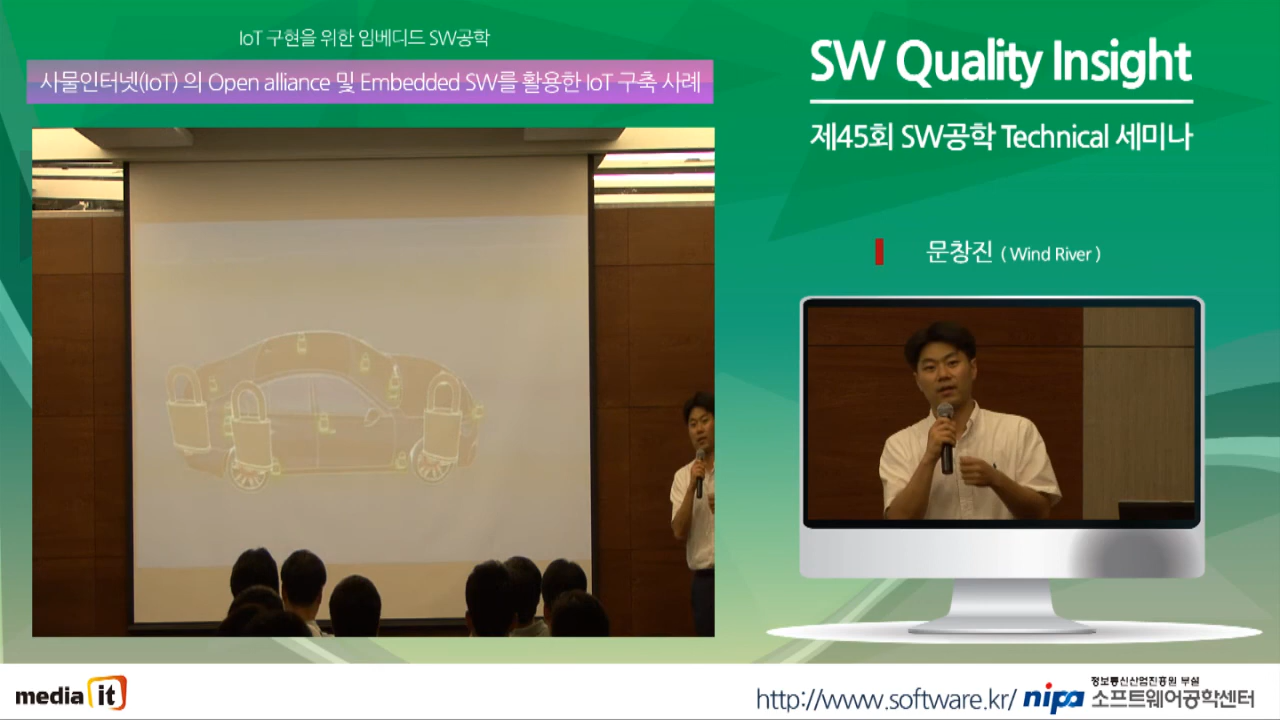 IoT 구현을 위한 임베디드 SW공학
사물인터넷(IoT) 의 Open alliance 및 Embedded SW를 활용한 IoT 구축 사례
SW Quality Insight
제45회 SW공학 Technical 세미나
문창진 ( Wind River )
media it
http://www.software.kr/
nipa
정보통신산업진흥원 부설
소프트웨어공학센터